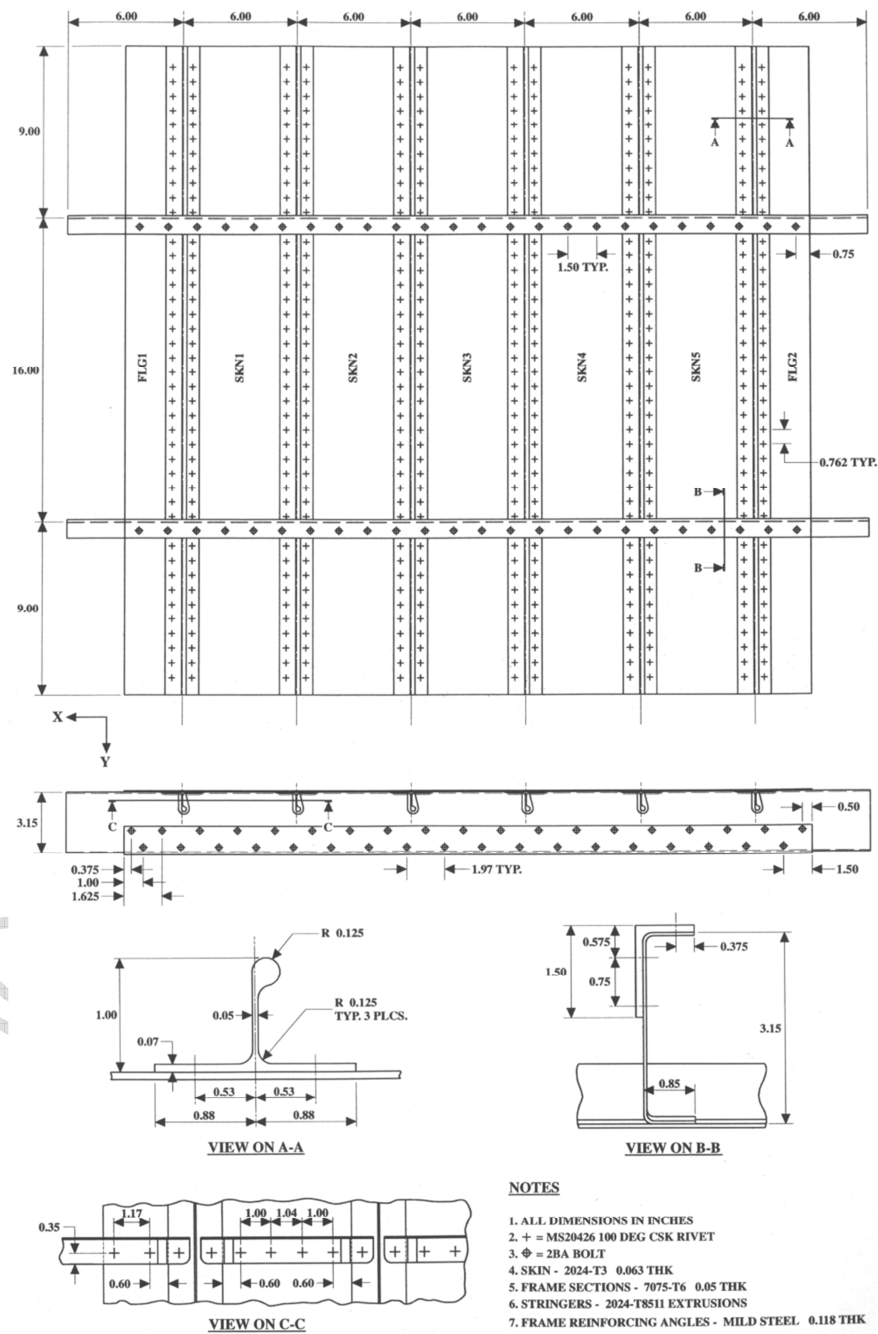 6.00 6.00 6.00 6.00 6.00 6.00 6.00
9.00
A A
1.50 TYP. 0.75
16.00
FLG1 SKN1 SKN2 SKN3 SKN4 SKN5 FLG2
0.762 TYP.
B
B
9.00
X
Y
3.15
C C
0.50
0.375
1.00
1.625
1.97 TYP.
1.50
R 0.125
1.00
0.05
R 0.125
TYP. 3 PLCS.
0.07
0.53 0.53
0.88 0.88
VIEW ON A-A
0.575
0.375
1.50
0.75
3.15
0.85
VIEW ON B-B
1.17 1.00 1.04 1.00
0.35
0.60 0.60 0.60
VIEW ON C-C
NOTES
1. ALL DIMENSIONS IN INCHES
2. + = MS20426 100 DEG CSK RIVET
3. ⌖ = 2BA BOLT
4. SKIN - 2024-T3 0.063 THK
5. FRAME SECTIONS - 7075-T6 0.05 THK
6. STRINGERS - 2024-T8511 EXTRUSIONS
7. FRAME REINFORCING ANGLES - MILD STEEL 0.118 THK